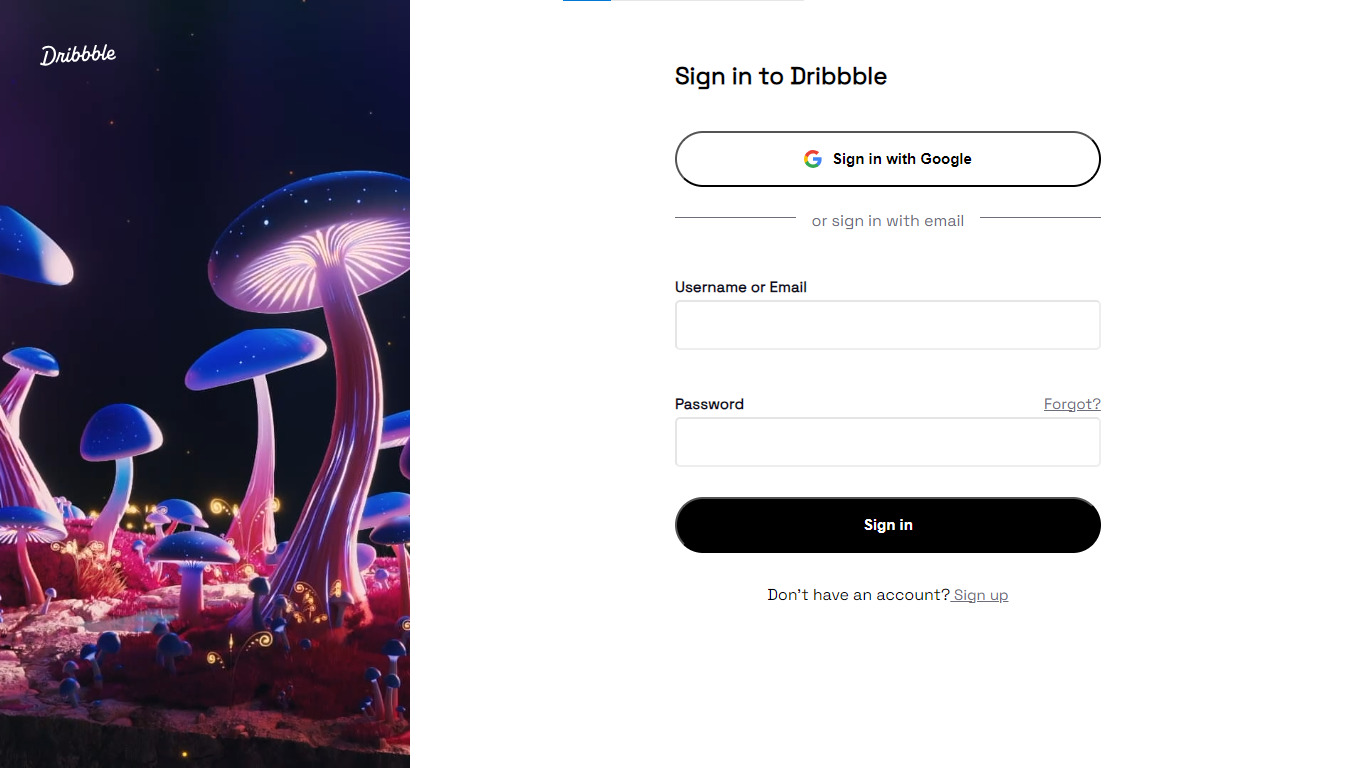 Dribbble
Sign in to Dribbble
Sign in with Google
or sign in with email
Username or Email
Password Forgot?
Sign in
Don't have an account? Sign up